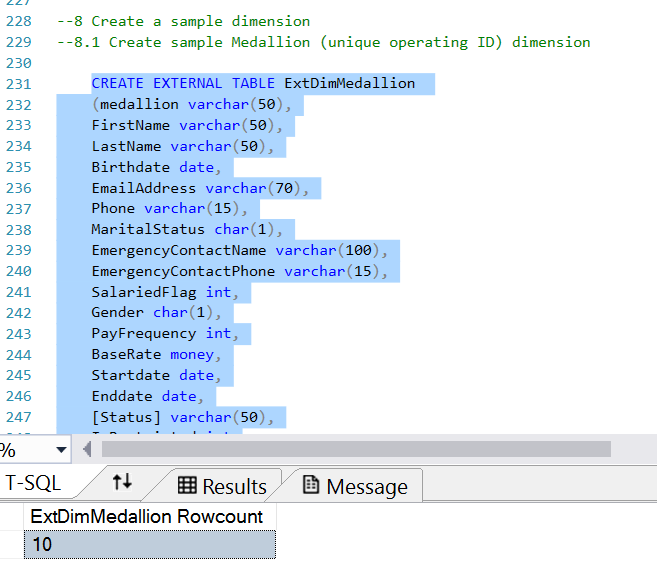 227
228 --8 Create a sample dimension
229 --8.1 Create sample Medallion (unique operating ID) dimension
230
231 CREATE EXTERNAL TABLE ExtDimMedallion
232 (medallion varchar(50),
233 FirstName varchar(50),
234 LastName varchar(50),
235 Birthdate date,
236 EmailAddress varchar(70),
237 Phone varchar(15),
238 MaritalStatus char(1),
239 EmergencyContactName varchar(100),
240 EmergencyContactPhone varchar(15),
241 SalariedFlag int,
242 Gender char(1),
243 PayFrequency int,
244 BaseRate money,
245 Startdate date,
246 Enddate date,
247 [Status] varchar(50),
%
T-SQL Results Message
ExtDimMedallion Rowcount
10